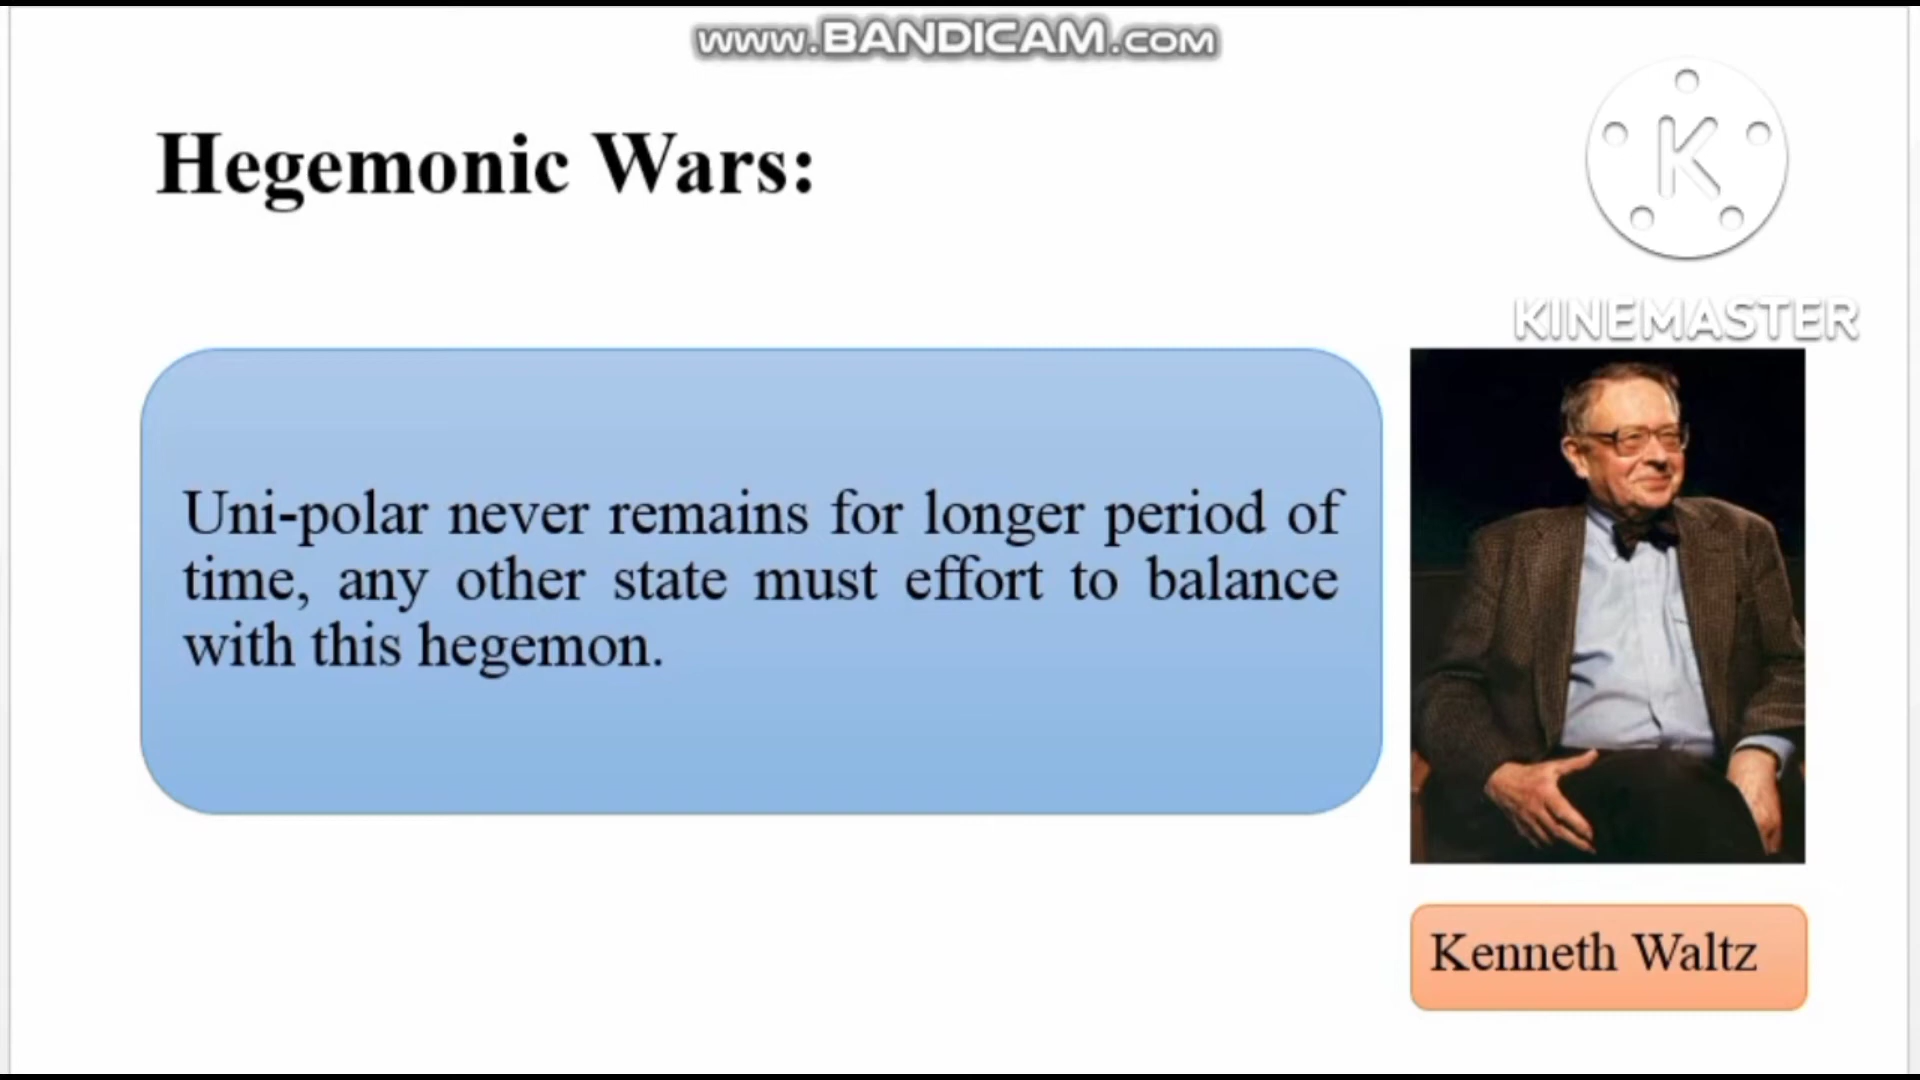 www.BANDICAM.com
Hegemonic Wars:
K
KINEMASTER
Uni-polar never remains for longer period of
time, any other state must effort to balance
with this hegemon.
Kenneth Waltz